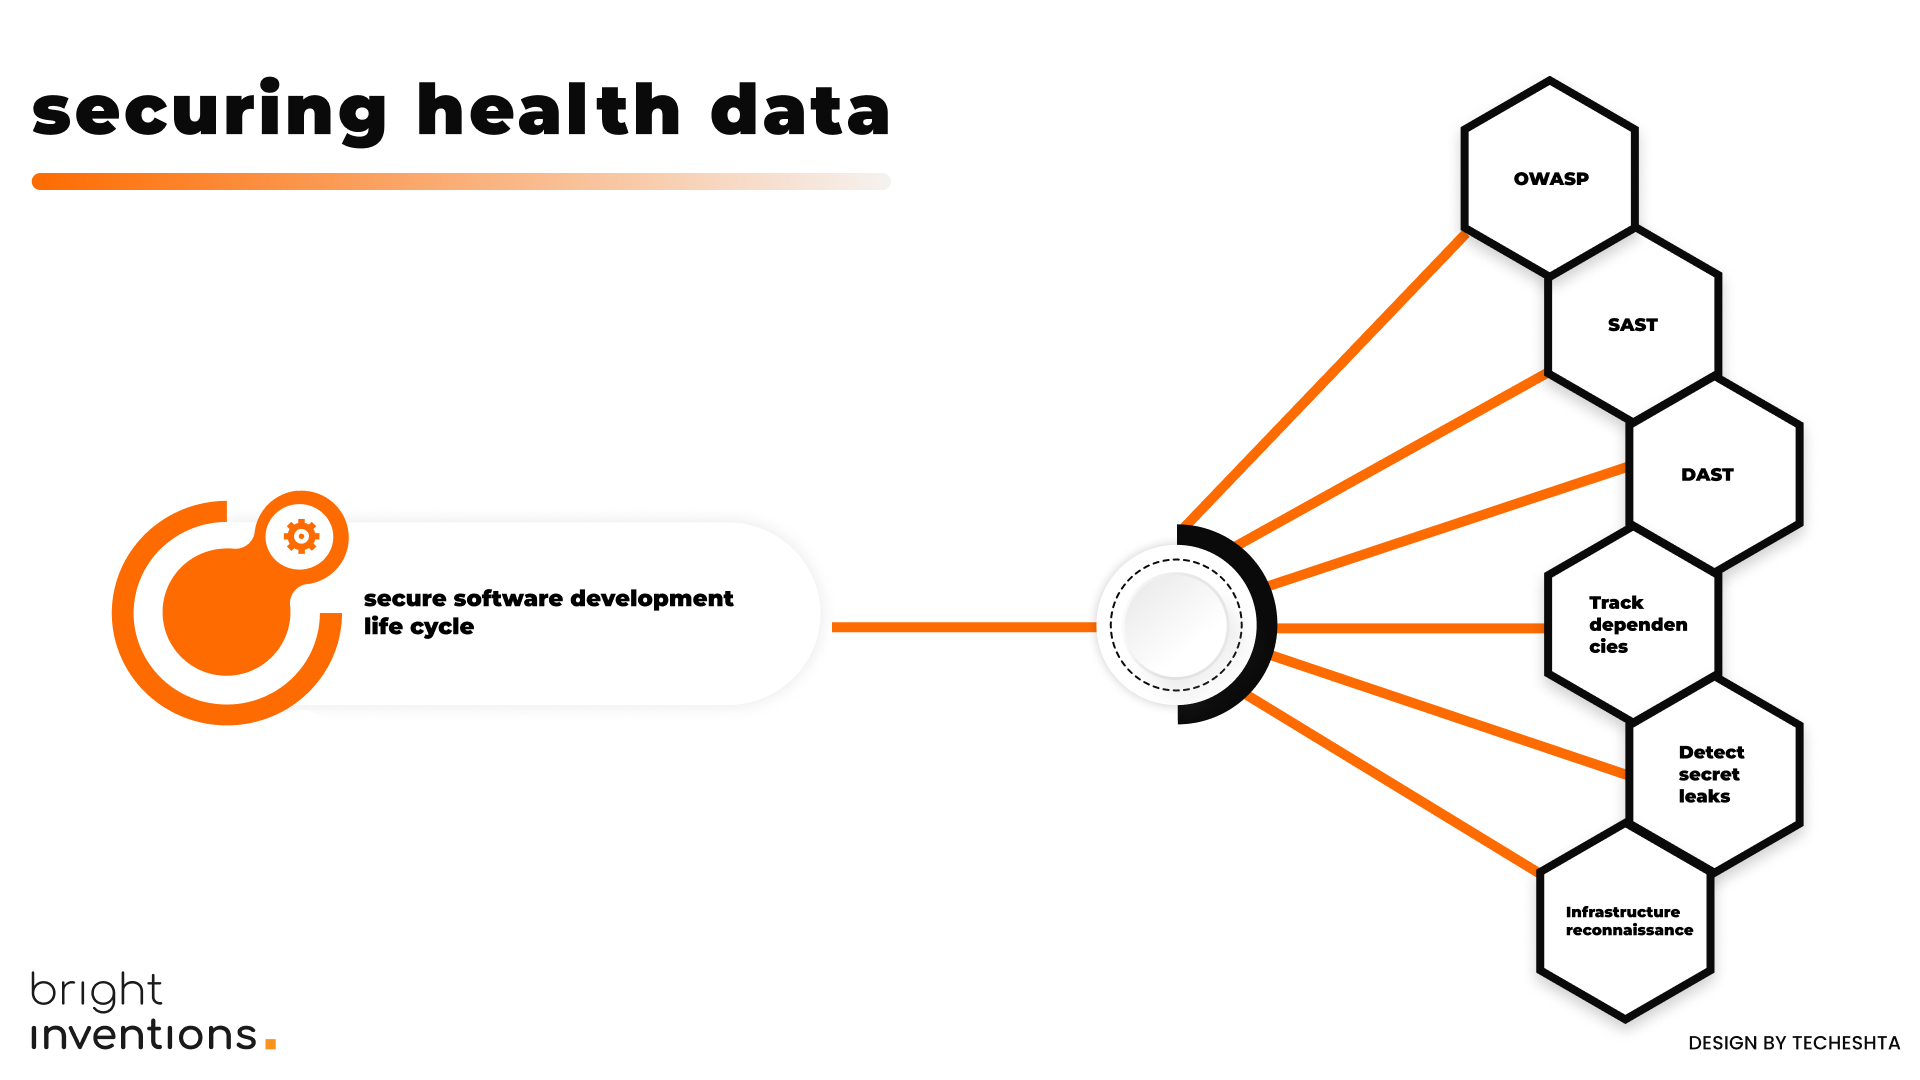 securing health data
secure software development
life cycle
OWASP
SAST
DAST
Track
dependen
cies
Detect
secret
leaks
Infrastructure
reconnaissance
bright
inventions.
DESIGN BY TECHESHTA